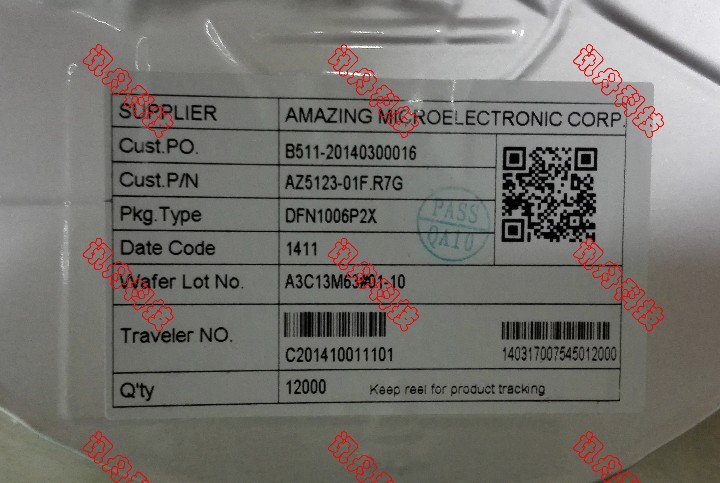 SUPPLIER AMAZING MICROELECTRONIC CORP.
Cust.PO. B511-20140300016
Cust.P/N AZ5123-01F.R7G
Pkg.Type DFN1006P2X
PASS
QA10
Date Code 1411
Wafer Lot No. A3C13M63#01-10
Traveler NO. C201410011101 140317007545012000
Q'ty 12000 Keep reel for product tracking